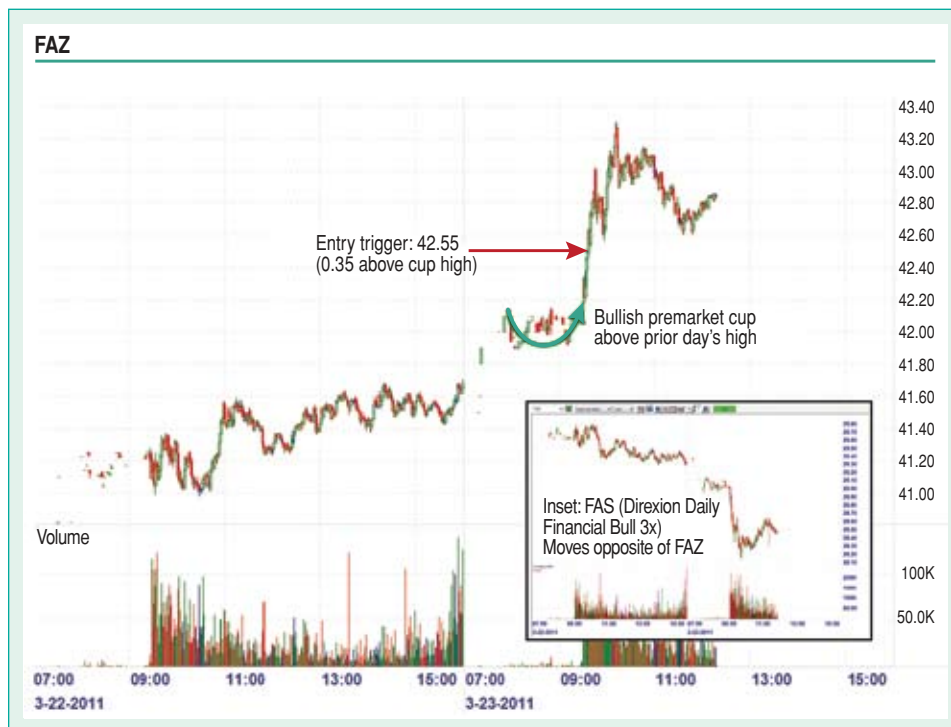 FAZ
43.40
43.20
43.00
42.80
42.60
42.40
42.20
42.00
41.80
41.60
41.40
41.20
41.00
Entry trigger: 42.55
(0.35 above cup high)
Bullish premarket cup
above prior day's high
Inset: FAS (Direxion Daily
Financial Bull 3x)
Moves opposite of FAZ
Volume
100K
50.0K
07:00 09:00 11:00 13:00 15:00 07:00 09:00 11:00 13:00 15:00
3-22-2011 3-23-2011